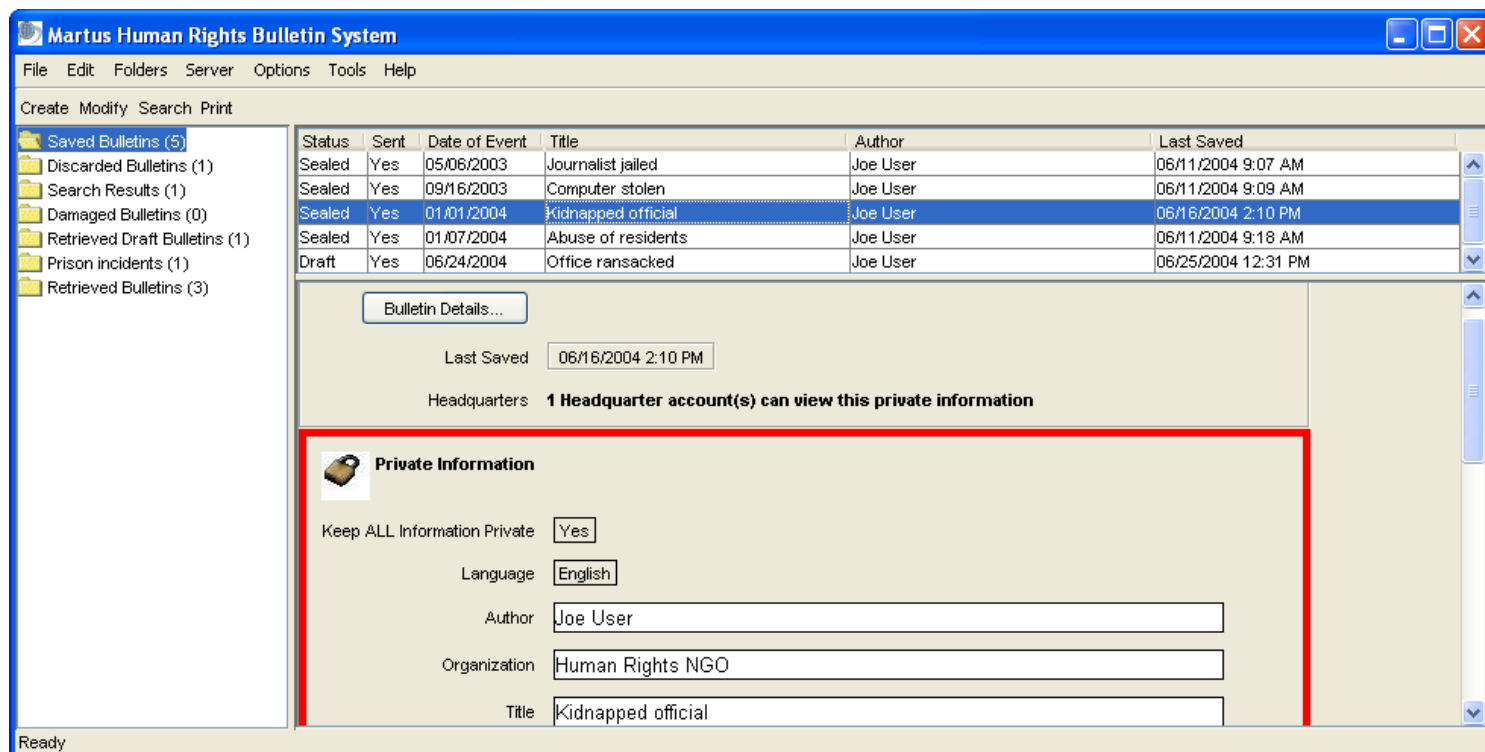 Martus Human Rights Bulletin System
File Edit Folders Server Options Tools Help
Create Modify Search Print
Saved Bulletins (5)
Discarded Bulletins (1)
Search Results (1)
Damaged Bulletins (0)
Retrieved Draft Bulletins (1)
Prison incidents (1)
Retrieved Bulletins (3)
Status Sent Date of Event Title Author Last Saved
Sealed Yes 05/06/2003 Journalist jailed Joe User 06/11/2004 9:07 AM
Sealed Yes 09/16/2003 Computer stolen Joe User 06/11/2004 9:09 AM
Sealed Yes 01/01/2004 Kidnapped official Joe User 06/16/2004 2:10 PM
Sealed Yes 01/07/2004 Abuse of residents Joe User 06/11/2004 9:18 AM
Draft Yes 06/24/2004 Office ransacked Joe User 06/25/2004 12:31 PM
Bulletin Details...
Last Saved 06/16/2004 2:10 PM
Headquarters 1 Headquarter account(s) can view this private information
Private Information
Keep ALL Information Private Yes
Language English
Author Joe User
Organization Human Rights NGO
Title Kidnapped official
Ready